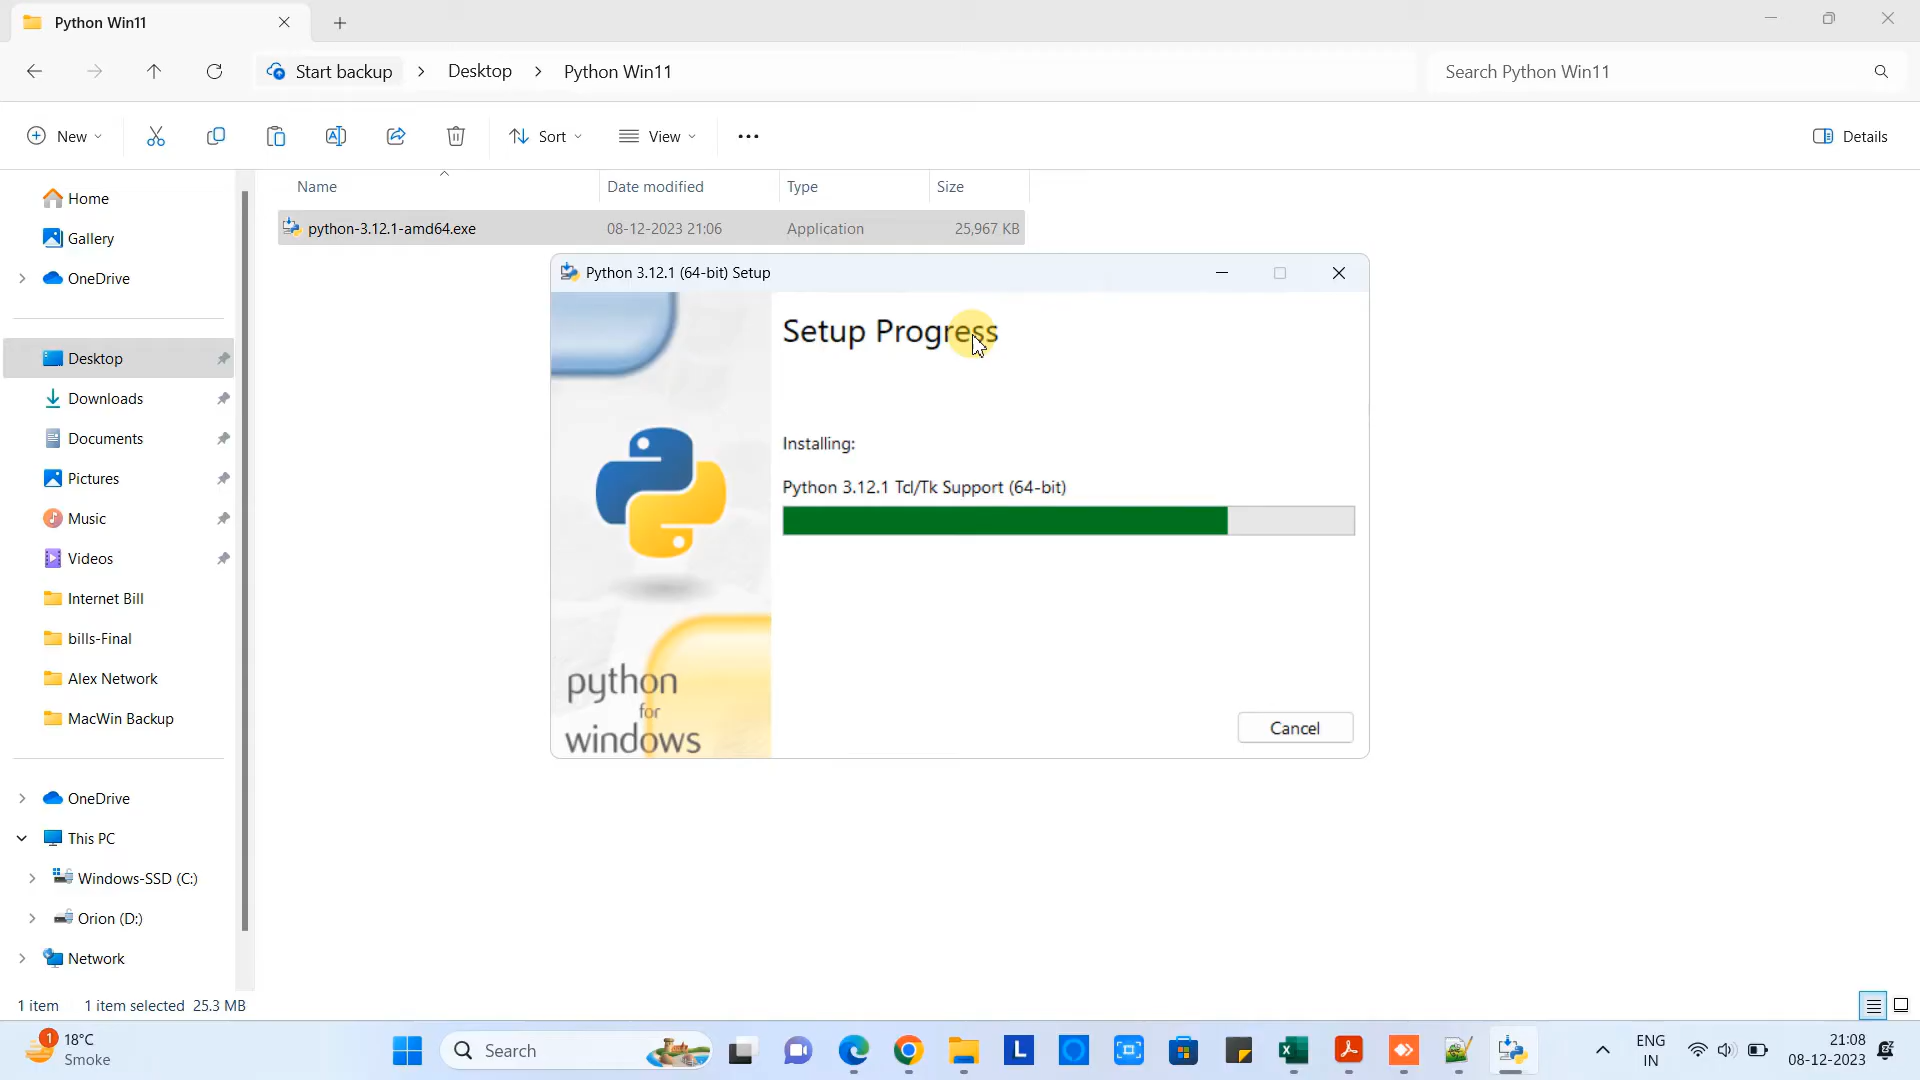 Python Win11
Start backup > Desktop > Python Win11
Search Python Win11
New
Sort
View
Details
Home
Gallery
OneDrive
Desktop
Downloads
Documents
Pictures
Music
Videos
Internet Bill
bills-Final
Alex Network
MacWin Backup
OneDrive
This PC
Windows-SSD (C:)
Orion (D:)
Network
Name Date modified Type Size
python-3.12.1-amd64.exe 08-12-2023 21:06 Application 25,967 KB
Python 3.12.1 (64-bit) Setup
Setup Progress
Installing:
Python 3.12.1 Tcl/Tk Support (64-bit)
python
for
windows
Cancel
1 item 1 item selected 25.3 MB
1
18°C
Smoke
Search
L
ENG
IN
21:08
08-12-2023